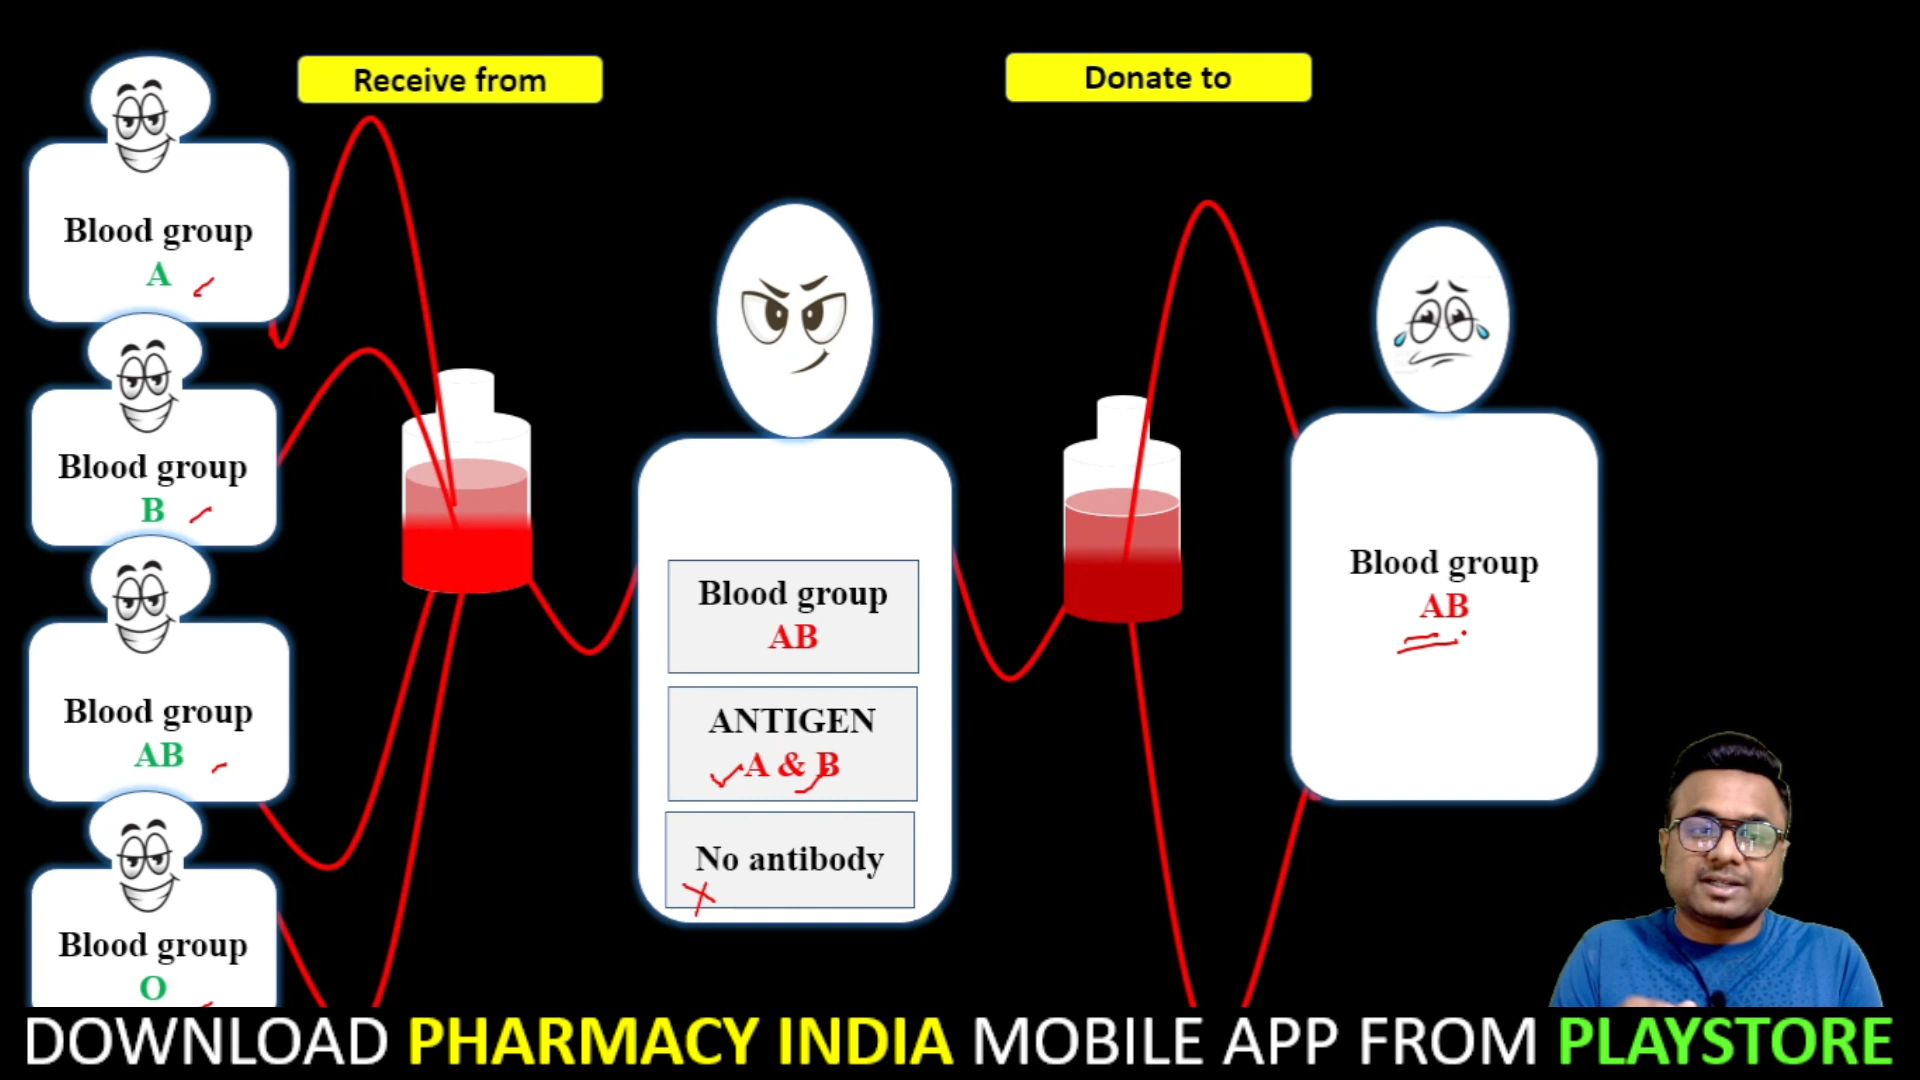 Receive from
Donate to
Blood group
A
Blood group
B
Blood group
AB
Blood group
O
Blood group
AB
ANTIGEN
A & B
No antibody
Blood group
AB
DOWNLOAD PHARMACY INDIA MOBILE APP FROM PLAYSTORE